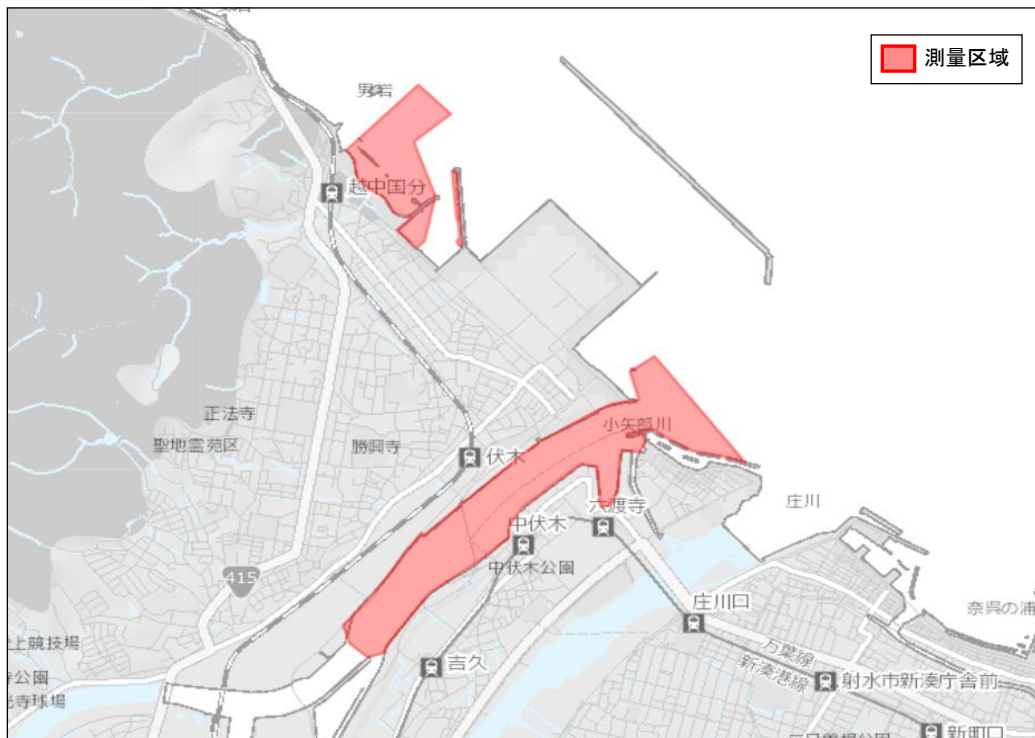 測量区域
男岩
越中国分
正法寺
聖地霊苑区
勝興寺
伏木
小矢部川
六渡寺
中伏木
中伏木公園
庄川
庄川口
奈呉の浦
415
吉久
万葉線
新湊港線
射水市新湊庁舎前
新町口
上競技場
公園
光寺球場